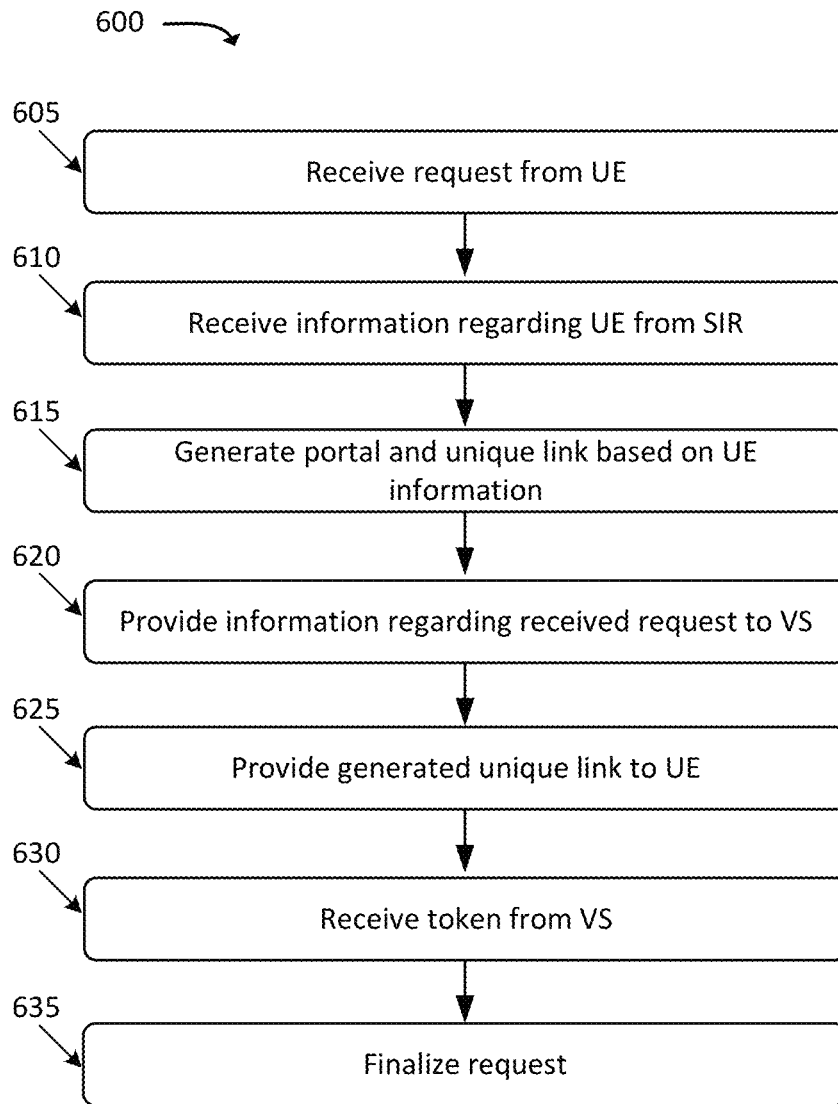 600
605
Receive request from UE
610
Receive information regarding UE from SIR
615
Generate portal and unique link based on UE
information
620
Provide information regarding received request to VS
625
Provide generated unique link to UE
630
Receive token from VS
635
Finalize request